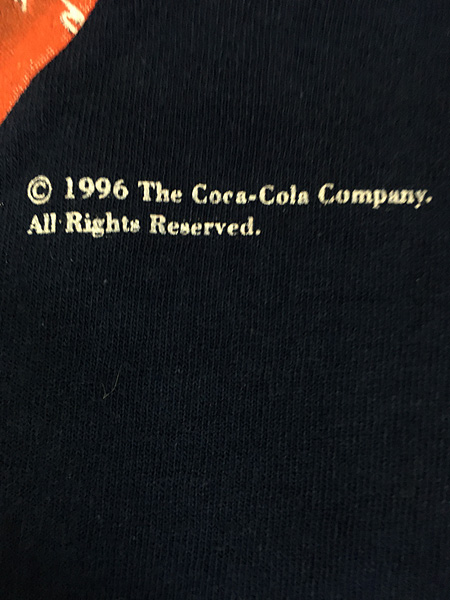 © 1996 The Coca-Cola Company.
All Rights Reserved.